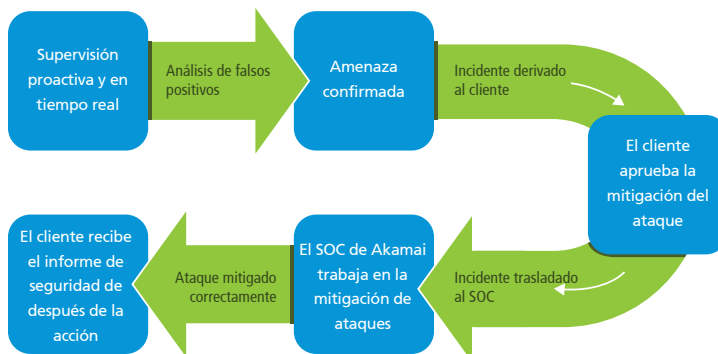 Supervisión
proactiva y en
tiempo real
Análisis de falsos
positivos
Amenaza
confirmada
Incidente derivado
al cliente
El cliente
aprueba la
mitigación del
ataque
Incidente trasladado
al SOC
El SOC de Akamai
trabaja en la
mitigación de
ataques
Ataque mitigado
correctamente
El cliente recibe
el informe de
seguridad de
después de la
acción